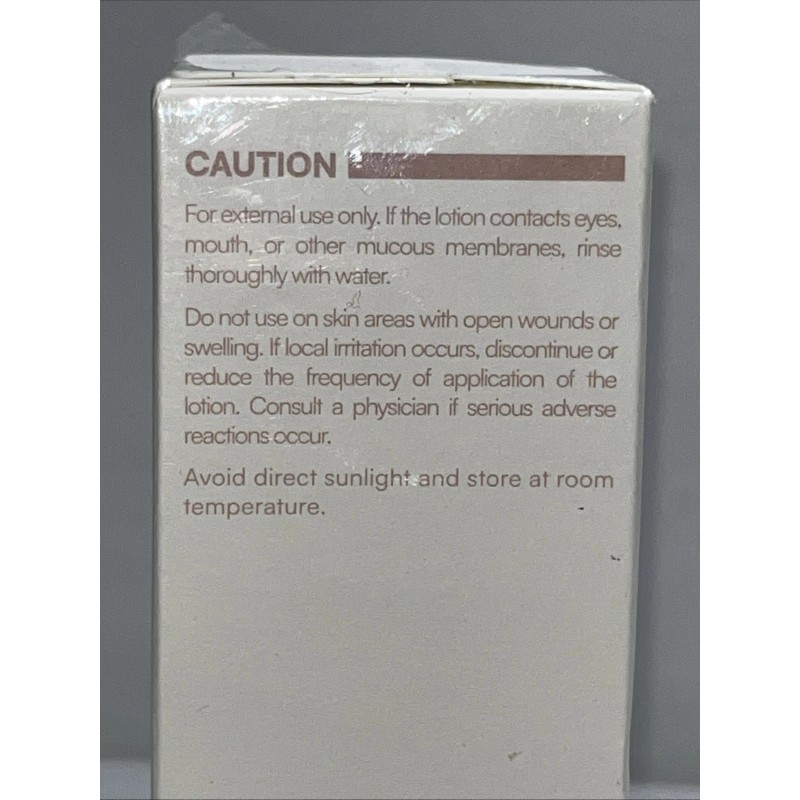 CAUTION
For external use only. If the lotion contacts eyes,
mouth, or other mucous membranes, rinse
thoroughly with water.
Do not use on skin areas with open wounds or
swelling. If local irritation occurs, discontinue or
reduce the frequency of application of the
lotion. Consult a physician if serious adverse
reactions occur.
Avoid direct sunlight and store at room
temperature.